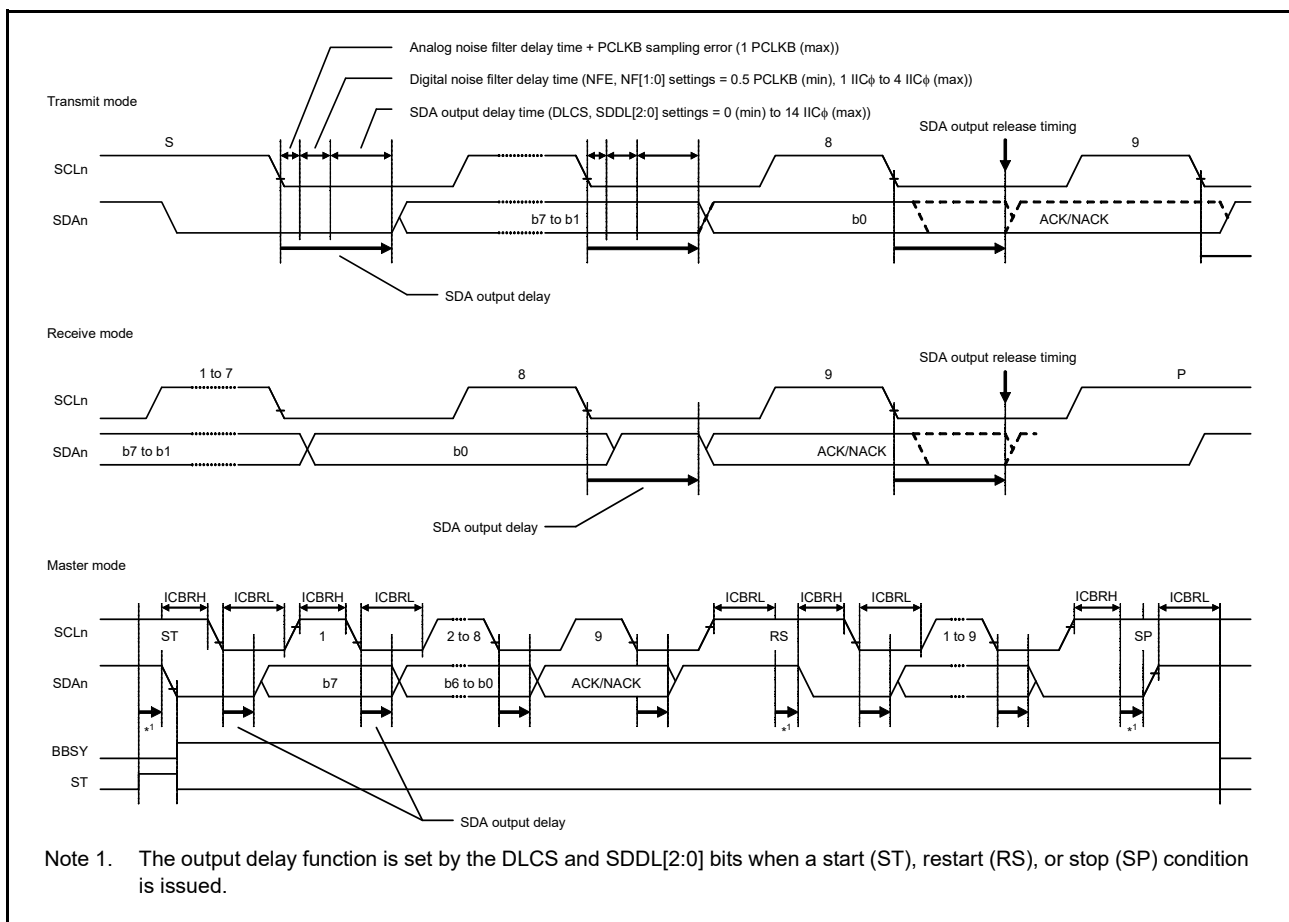 Analog noise filter delay time + PCLKB sampling error (1 PCLKB (max))
Digital noise filter delay time (NFE, NF[1:0] settings = 0.5 PCLKB (min), 1 IICϕ to 4 IICϕ (max))
Transmit mode
SDA output delay time (DLCS, SDDL[2:0] settings = 0 (min) to 14 IICϕ (max))
SDA output release timing
S
8
9
SCLn
SDAn
b7 to b1
b0
ACK/NACK
SDA output delay
Receive mode
SDA output release timing
1 to 7
8
9
P
SCLn
SDAn
b7 to b1
b0
ACK/NACK
SDA output delay
Master mode
ICBRH
ICBRL
ICBRH
ICBRL
ICBRL
ICBRH
ICBRL
ICBRH
ICBRL
SCLn
ST
1
2 to 8
9
RS
1 to 9
SP
SDAn
b7
b6 to b0
ACK/NACK
*1
*1
*1
BBSY
ST
SDA output delay
Note 1. The output delay function is set by the DLCS and SDDL[2:0] bits when a start (ST), restart (RS), or stop (SP) condition
is issued.